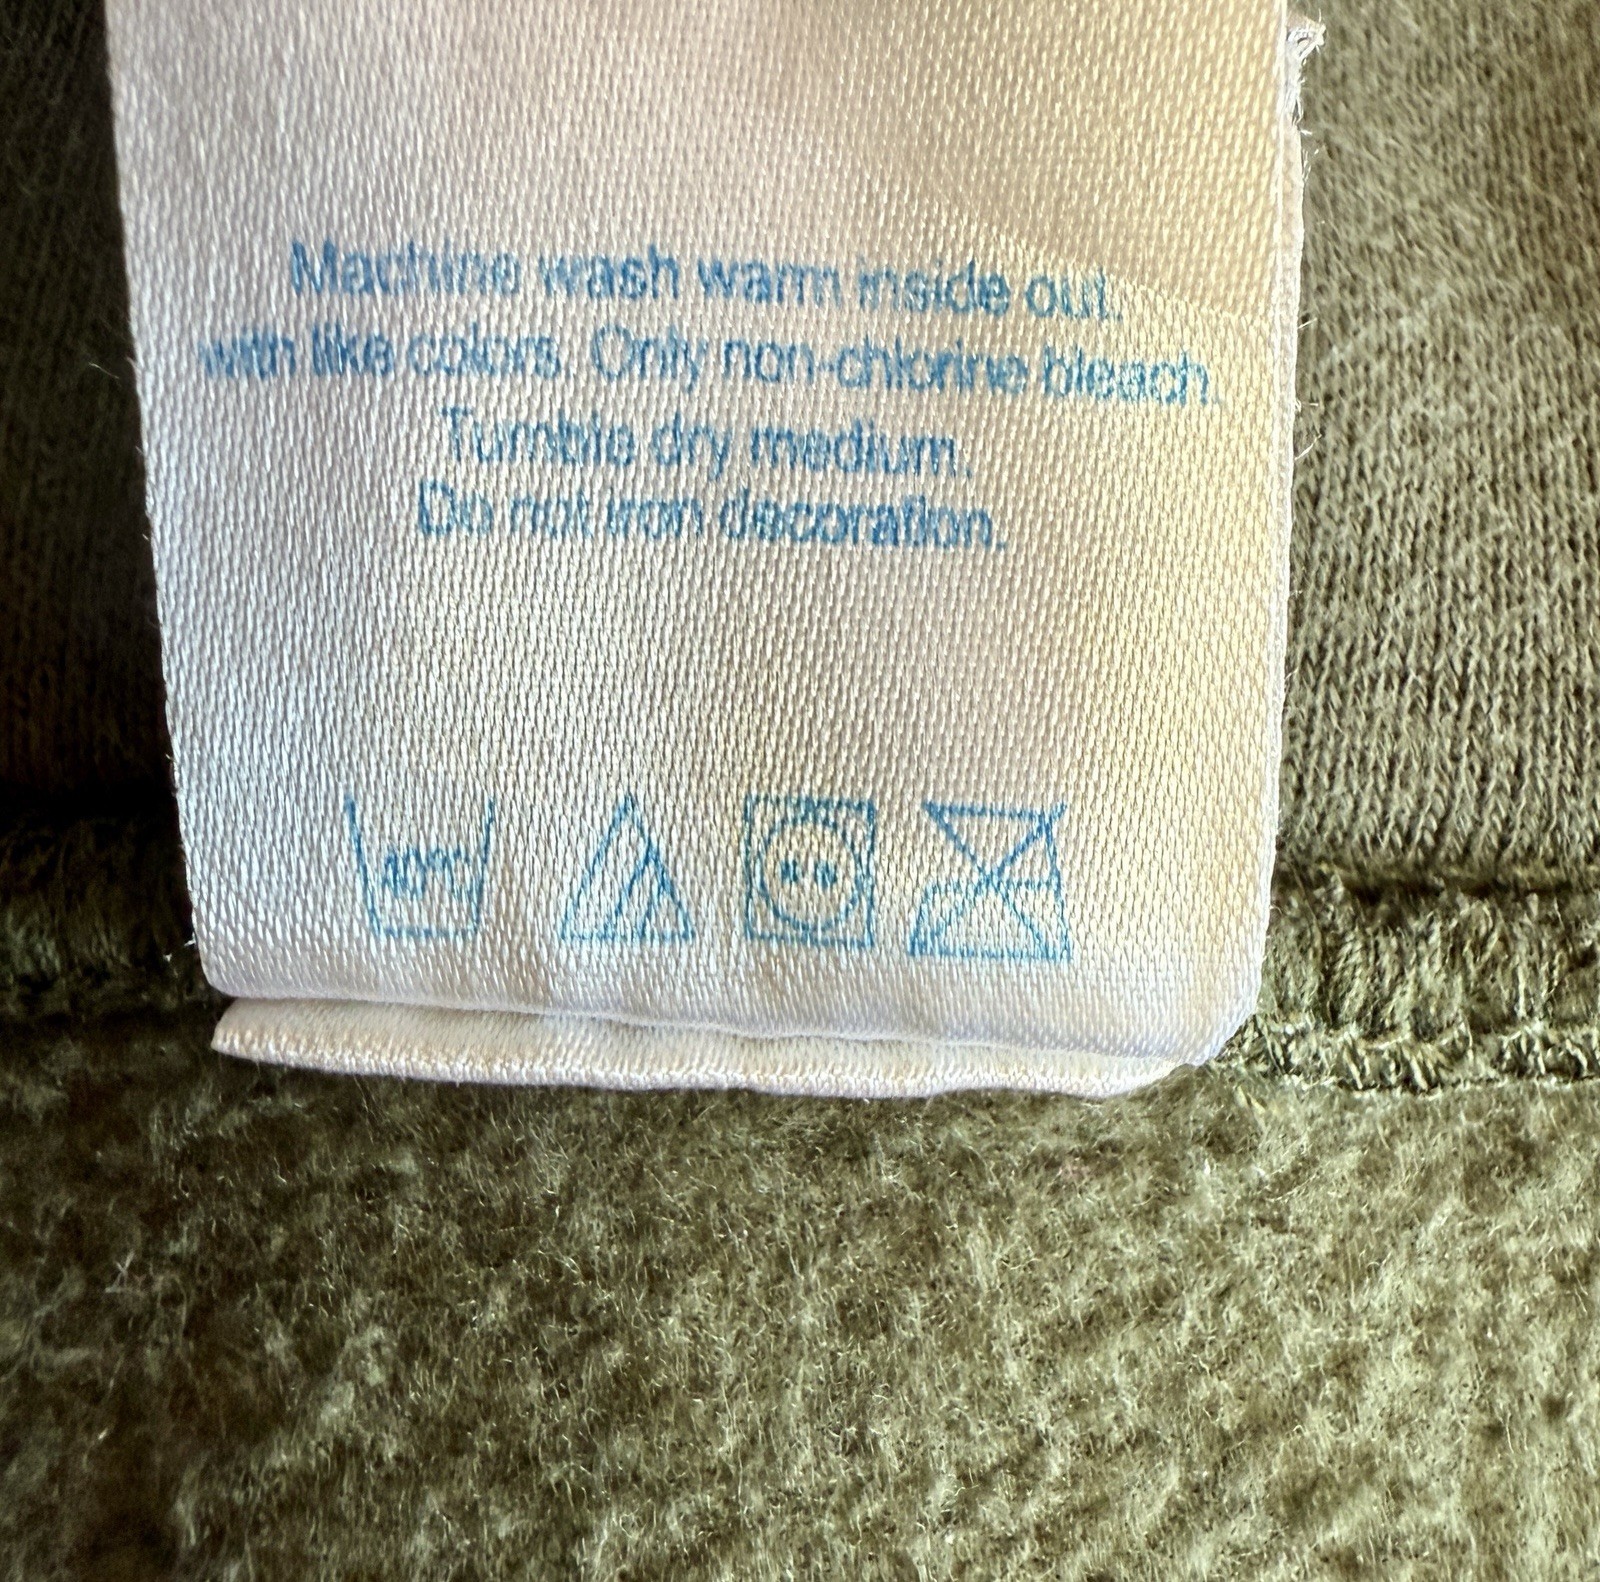 Machine wash warm inside out.
with like colors. Only non-chlorine bleach.
Tumble dry medium.
Do not iron decoration.
40°C